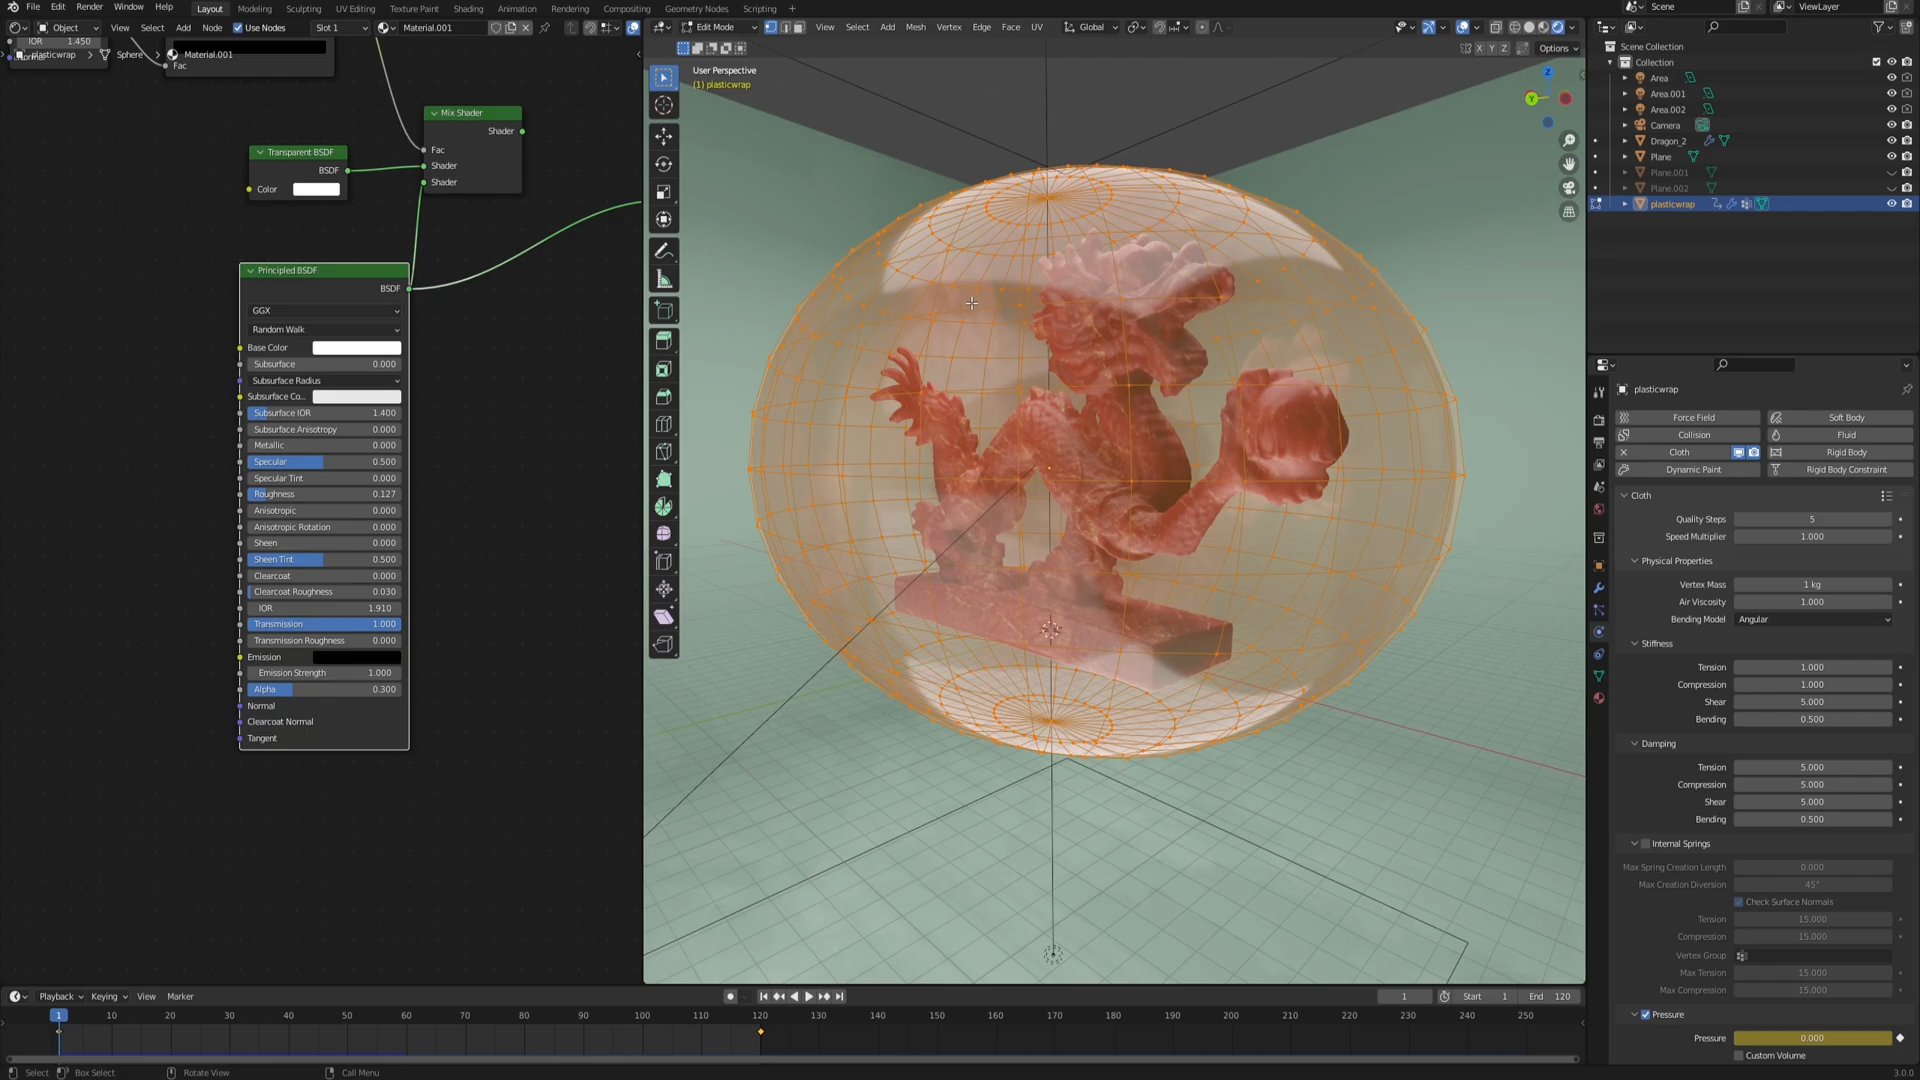 File Edit Render Window Help Layout Modeling Sculpting UV Editing Texture Paint Shading Animation Rendering Compositing Geometry Nodes Scripting + Scene ViewLayer
Object View Select Add Node Use Nodes Slot 1 Material.001 Edit Mode View Select Add Mesh Vertex Edge Face UV Global
X Y Z Options
IOR 1.450
plasticwrap Sphere Material.001
Fac
Mix Shader
Shader
Fac
Shader
Shader
Transparent BSDF
BSDF
Color
Principled BSDF
BSDF
GGX
Random Walk
Base Color
Subsurface 0.000
Subsurface Radius
Subsurface Co...
Subsurface IOR 1.400
Subsurface Anisotropy 0.000
Metallic 0.000
Specular 0.500
Specular Tint 0.000
Roughness 0.127
Anisotropic 0.000
Anisotropic Rotation 0.000
Sheen 0.000
Sheen Tint 0.500
Clearcoat 0.000
Clearcoat Roughness 0.030
IOR 1.910
Transmission 1.000
Transmission Roughness 0.000
Emission
Emission Strength 1.000
Alpha 0.300
Normal
Clearcoat Normal
Tangent
User Perspective
(1) plasticwrap
Z
Y
Scene Collection
Collection
Area
Area.001
Area.002
Camera
Dragon_2
Plane
Plane.001
Plane.002
plasticwrap
plasticwrap
Force Field Soft Body
Collision Fluid
Cloth Rigid Body
Dynamic Paint Rigid Body Constraint
Cloth
Quality Steps 5
Speed Multiplier 1.000
Physical Properties
Vertex Mass 1 kg
Air Viscosity 1.000
Bending Model Angular
Stiffness
Tension 1.000
Compression 1.000
Shear 5.000
Bending 0.500
Damping
Tension 5.000
Compression 5.000
Shear 5.000
Bending 0.500
Internal Springs
Max Spring Creation Length 0.000
Max Creation Diversion 45°
Check Surface Normals
Tension 15.000
Compression 15.000
Vertex Group
Max Tension 15.000
Max Compression 15.000
Pressure
Pressure 0.000
Custom Volume
Playback Keying View Marker 1 Start 1 End 120
1 10 20 30 40 50 60 70 80 90 100 110 120 130 140 150 160 170 180 190 200 210 220 230 240 250
Select Box Select Rotate View Call Menu 3.0.0